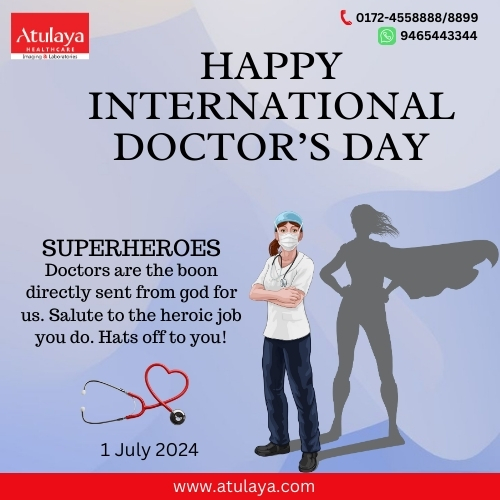 Atulaya
HEALTHCARE
Imaging & Laboratories
0172-4558888/8899
9465443344
HAPPY
INTERNATIONAL
DOCTOR'S DAY
SUPERHEROES
Doctors are the boon
directly sent from god for
us. Salute to the heroic job
you do. Hats off to you!
1 July 2024
www.atulaya.com